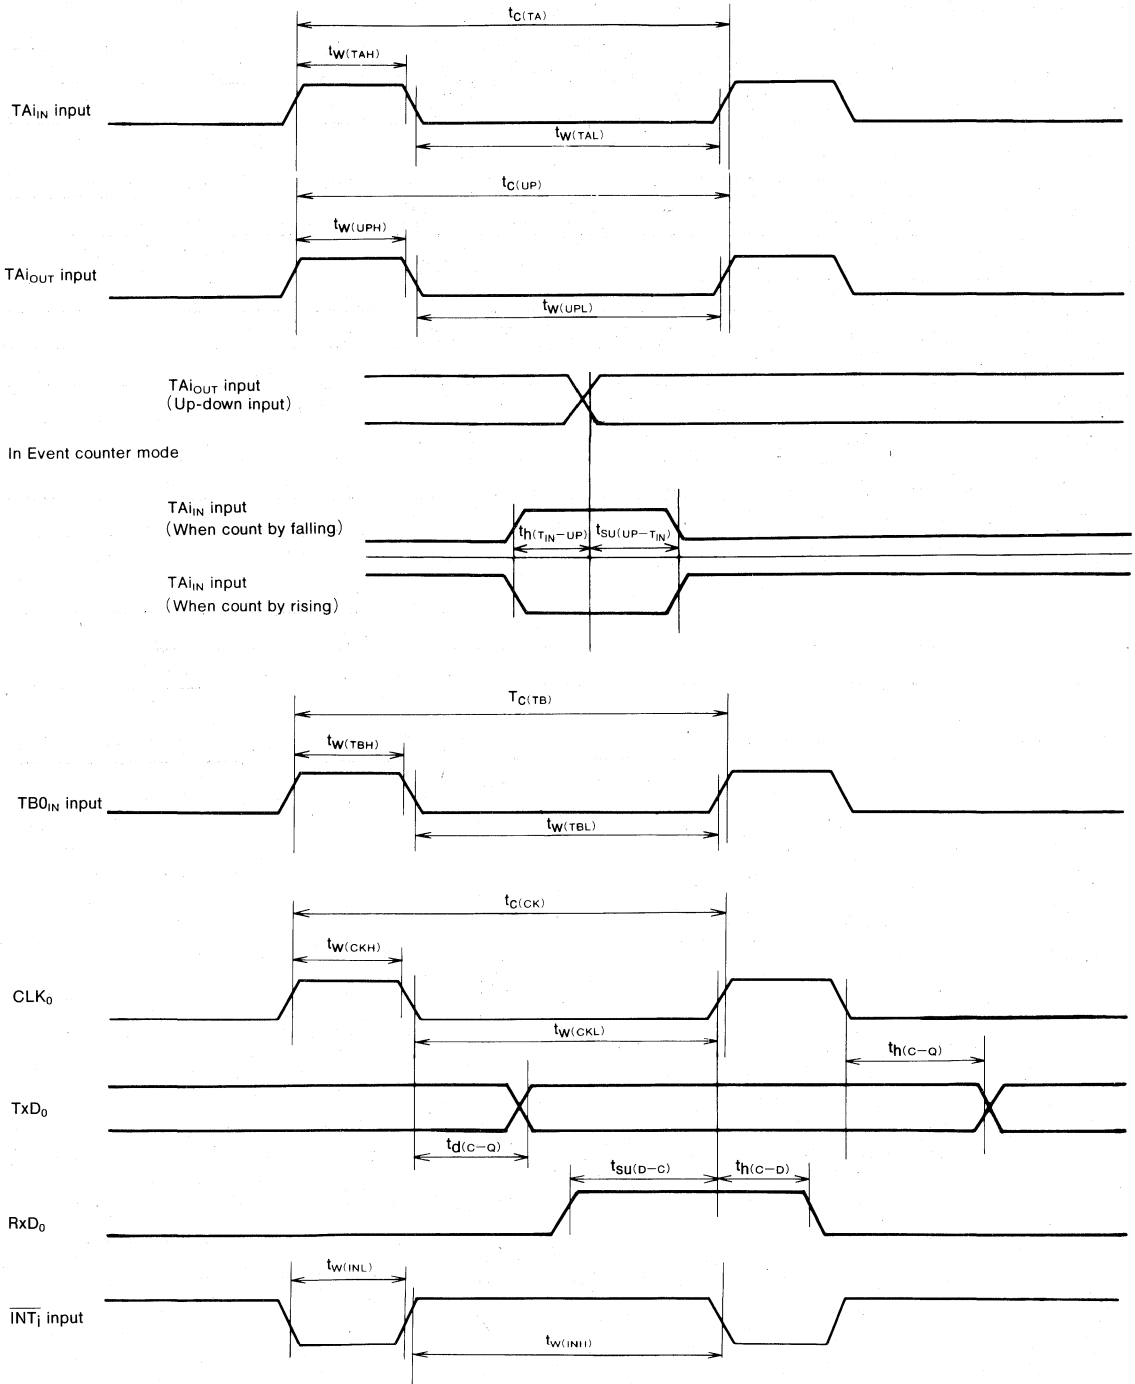 tC(TA)
tW(TAH)
TAiIN input
tW(TAL)
tC(UP)
tW(UPH)
TAiOUT input
tW(UPL)
TAiOUT input
(Up-down input)
In Event counter mode
TAiIN input
(When count by falling)
th(TIN−UP) tSU(UP−TIN)
TAiIN input
(When count by rising)
TC(TB)
tW(TBH)
TB0IN input
tW(TBL)
tC(CK)
tW(CKH)
CLK0
tW(CKL)
th(C−Q)
TxD0
td(C−Q)
tsu(D−C) th(C−D)
RxD0
tW(INL)
INTi input
tW(INH)